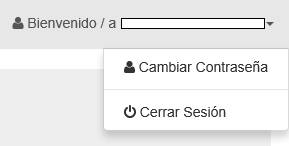 Bienvenido / a
Cambiar Contraseña
Cerrar Sesión